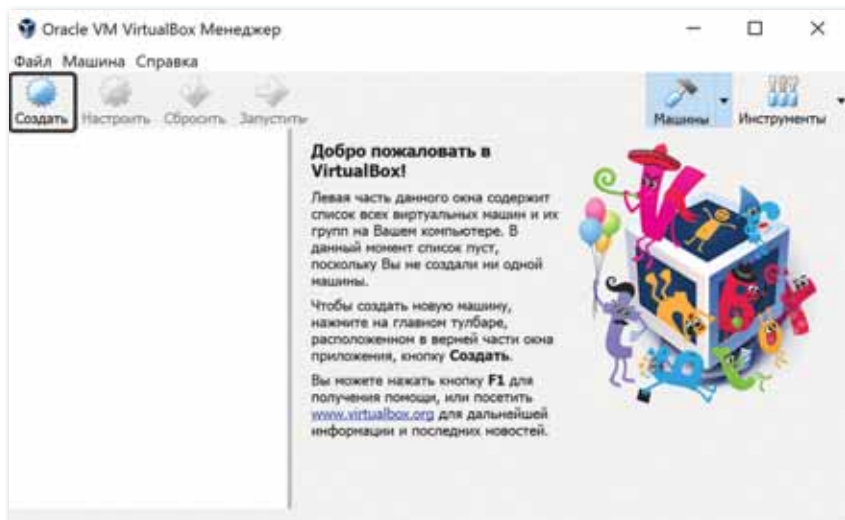 Oracle VM VirtualBox Менеджер
Файл Машина Справка
Создать Настроить Сбросить Запустить
Машины Инструменты
Добро пожаловать в
VirtualBox!
Левая часть данного окна содержит
список всех виртуальных машин и их
групп на Вашем компьютере. В
данный момент список пуст,
поскольку Вы не создали ни одной
машины.
Чтобы создать новую машину,
нажмите на главном тулбаре,
расположенном в верней части окна
приложения, кнопку Создать.
Вы можете нажать кнопку F1 для
получения помощи, или посетить
www.virtualbox.org для дальнейшей
информации и последних новостей.